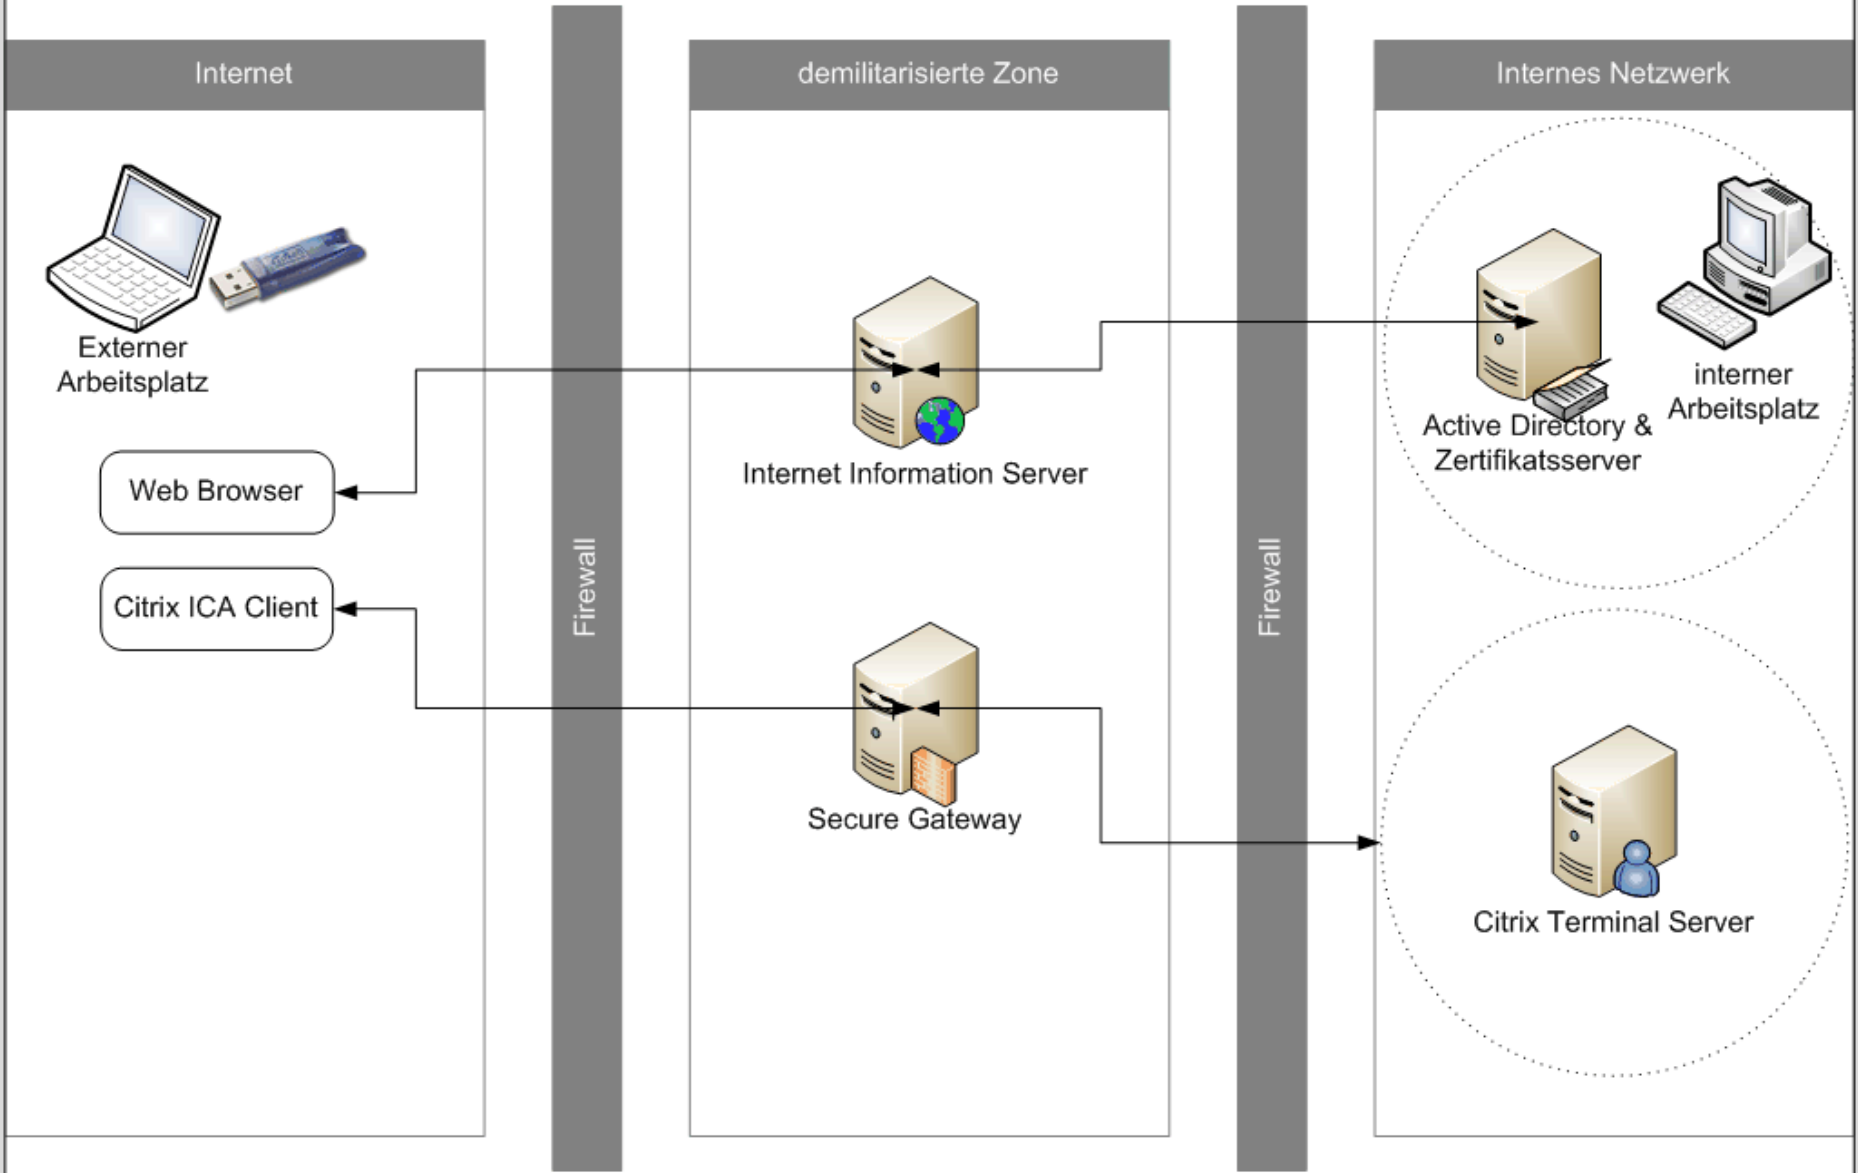 Internet
demilitarisierte Zone
Internes Netzwerk
Externer
Arbeitsplatz
Web Browser
Citrix ICA Client
Firewall
Internet Information Server
Secure Gateway
Firewall
Active Directory &
Zertifikatsserver
interner
Arbeitsplatz
Citrix Terminal Server